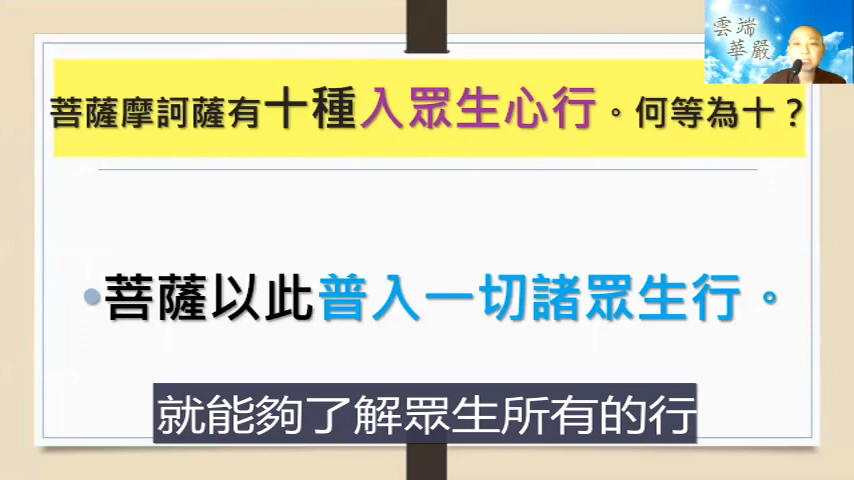 雲端
華嚴
菩薩摩訶薩有十種入眾生心行。何等為十？
•菩薩以此普入一切諸眾生行。
就能夠了解眾生所有的行